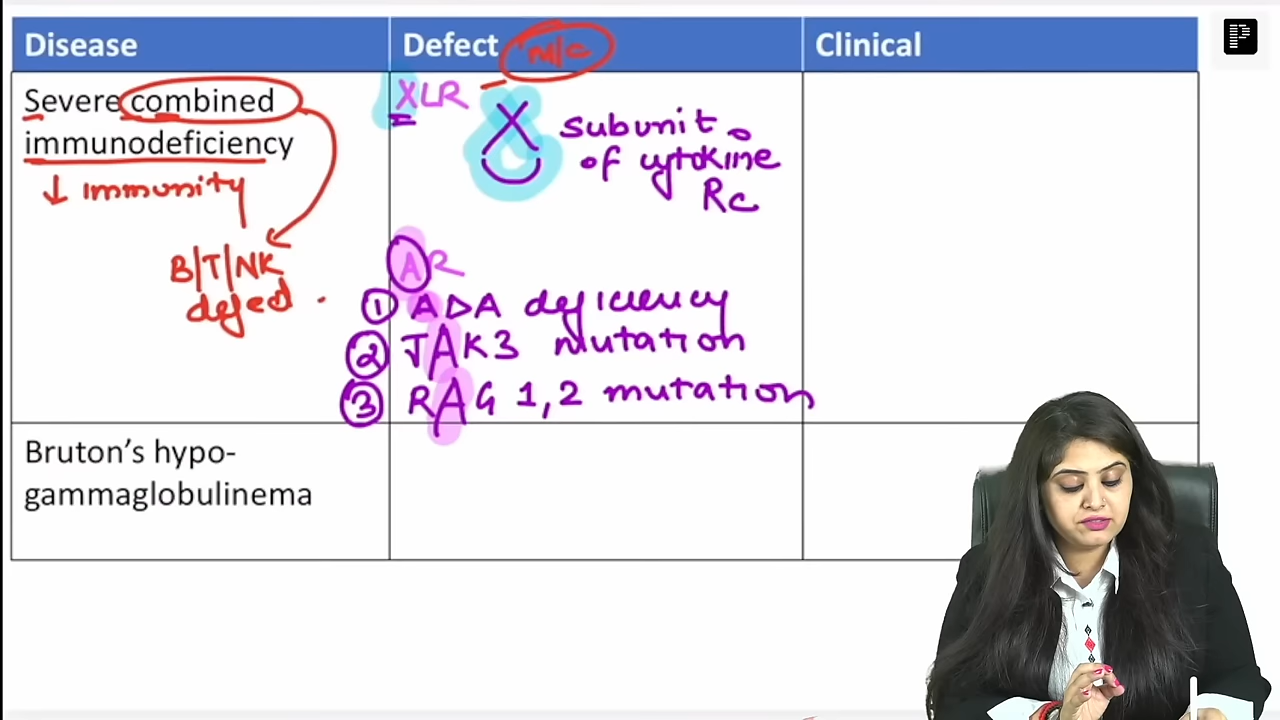 Disease
Defect M/C
Clinical
Severe combined
immunodeficiency
↓ Immunity
B/T/NK
defect
XLR
γ subunit
of cytokine
Rc
AR
① ADA deficiency
② JAK3 mutation
③ RAG 1,2 mutation
Bruton’s hypo-
gammaglobulinema
P